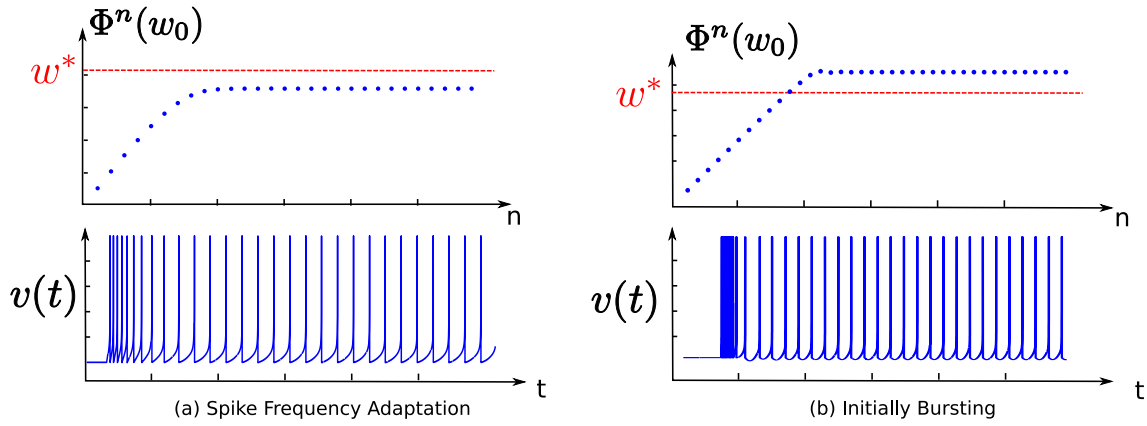 Φⁿ(w₀)
w*
n
v(t)
t
(a) Spike Frequency Adaptation
Φⁿ(w₀)
w*
n
v(t)
t
(b) Initially Bursting